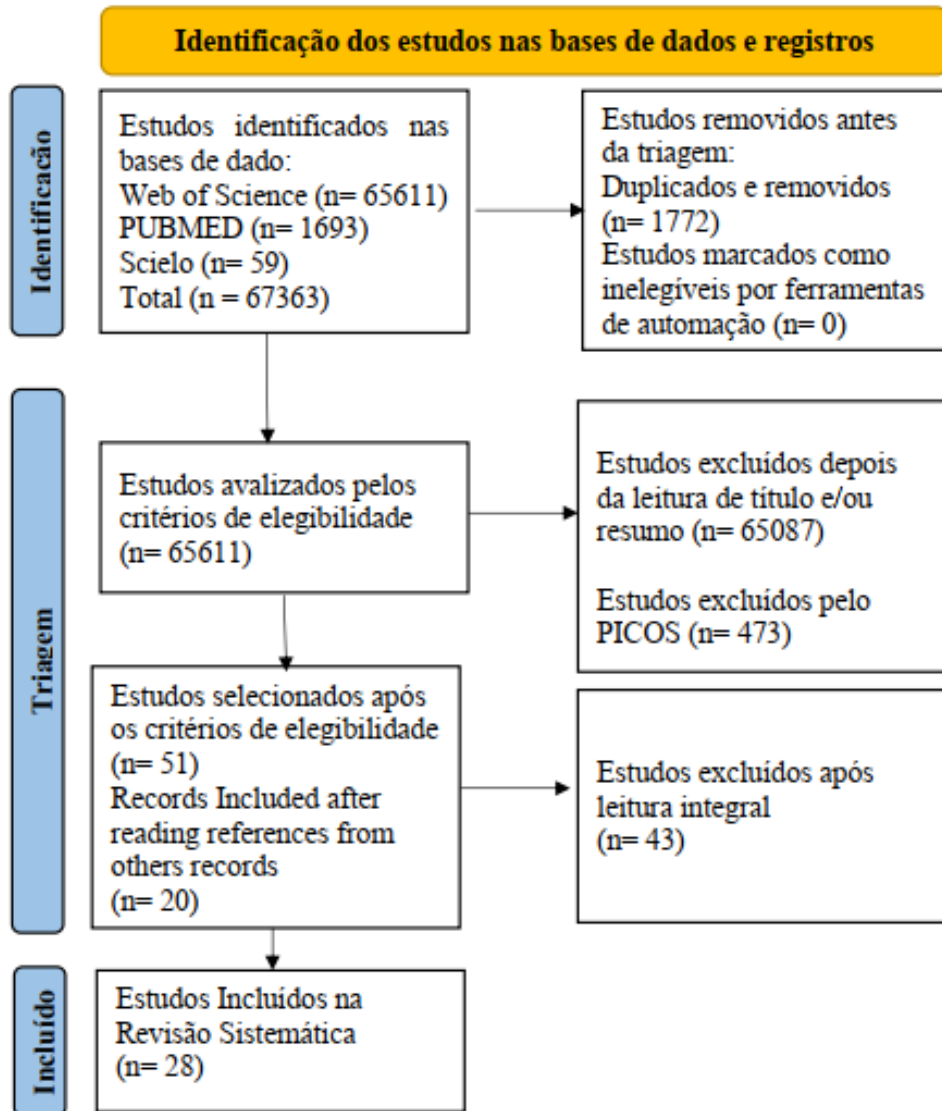 Identificação dos estudos nas bases de dados e registros
Identificação
Estudos identificados nas
bases de dado:
Web of Science (n= 65611)
PUBMED (n= 1693)
Scielo (n= 59)
Total (n = 67363)
Estudos removidos antes
da triagem:
Duplicados e removidos
(n= 1772)
Estudos marcados como
inelegíveis por ferramentas
de automação (n= 0)
Triagem
Estudos avalizados pelos
critérios de elegibilidade
(n= 65611)
Estudos excluídos depois
da leitura de título e/ou
resumo (n= 65087)
Estudos excluídos pelo
PICOS (n= 473)
Estudos selecionados após
os critérios de elegibilidade
(n= 51)
Records Included after
reading references from
others records
(n= 20)
Estudos excluídos após
leitura integral
(n= 43)
Incluído
Estudos Incluídos na
Revisão Sistemática
(n= 28)